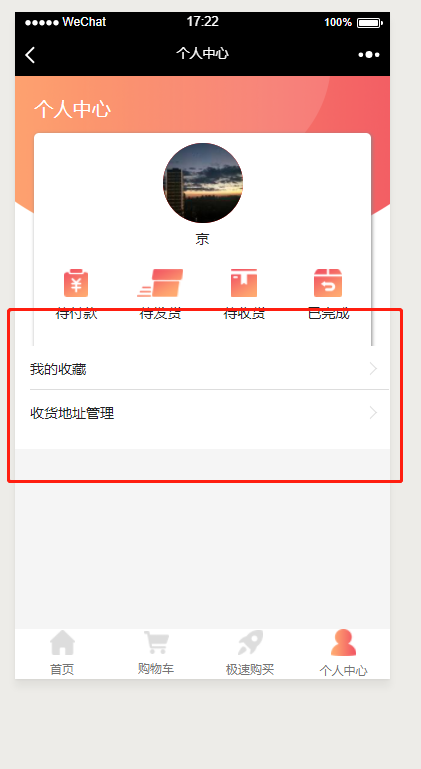 ●●●●● WeChat 17:22 100%
个人中心
个人中心
京
待付款 待发货 待收货 已完成
我的收藏
收货地址管理
首页 购物车 极速购买 个人中心